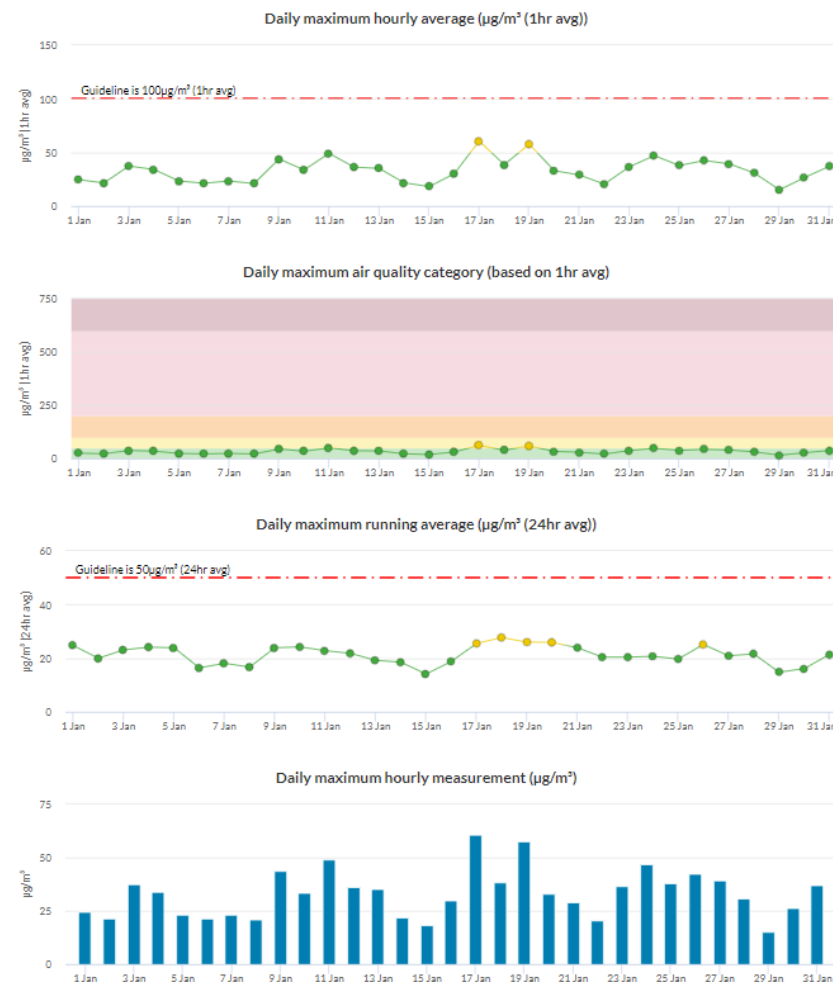 Daily maximum hourly average (µg/m³ (1hr avg))
150
100
50
0
µg/m³ (1hr avg)
Guideline is 100µg/m³ (1hr avg)
1 Jan 3 Jan 5 Jan 7 Jan 9 Jan 11 Jan 13 Jan 15 Jan 17 Jan 19 Jan 21 Jan 23 Jan 25 Jan 27 Jan 29 Jan 31 Jan
Daily maximum air quality category (based on 1hr avg)
750
500
250
0
µg/m³ (1hr avg)
1 Jan 3 Jan 5 Jan 7 Jan 9 Jan 11 Jan 13 Jan 15 Jan 17 Jan 19 Jan 21 Jan 23 Jan 25 Jan 27 Jan 29 Jan 31 Jan
Daily maximum running average (µg/m³ (24hr avg))
60
40
20
0
µg/m³ (24hr avg)
Guideline is 50µg/m³ (24hr avg)
1 Jan 3 Jan 5 Jan 7 Jan 9 Jan 11 Jan 13 Jan 15 Jan 17 Jan 19 Jan 21 Jan 23 Jan 25 Jan 27 Jan 29 Jan 31 Jan
Daily maximum hourly measurement (µg/m³)
75
50
25
0
µg/m³
1 Jan 3 Jan 5 Jan 7 Jan 9 Jan 11 Jan 13 Jan 15 Jan 17 Jan 19 Jan 21 Jan 23 Jan 25 Jan 27 Jan 29 Jan 31 Jan